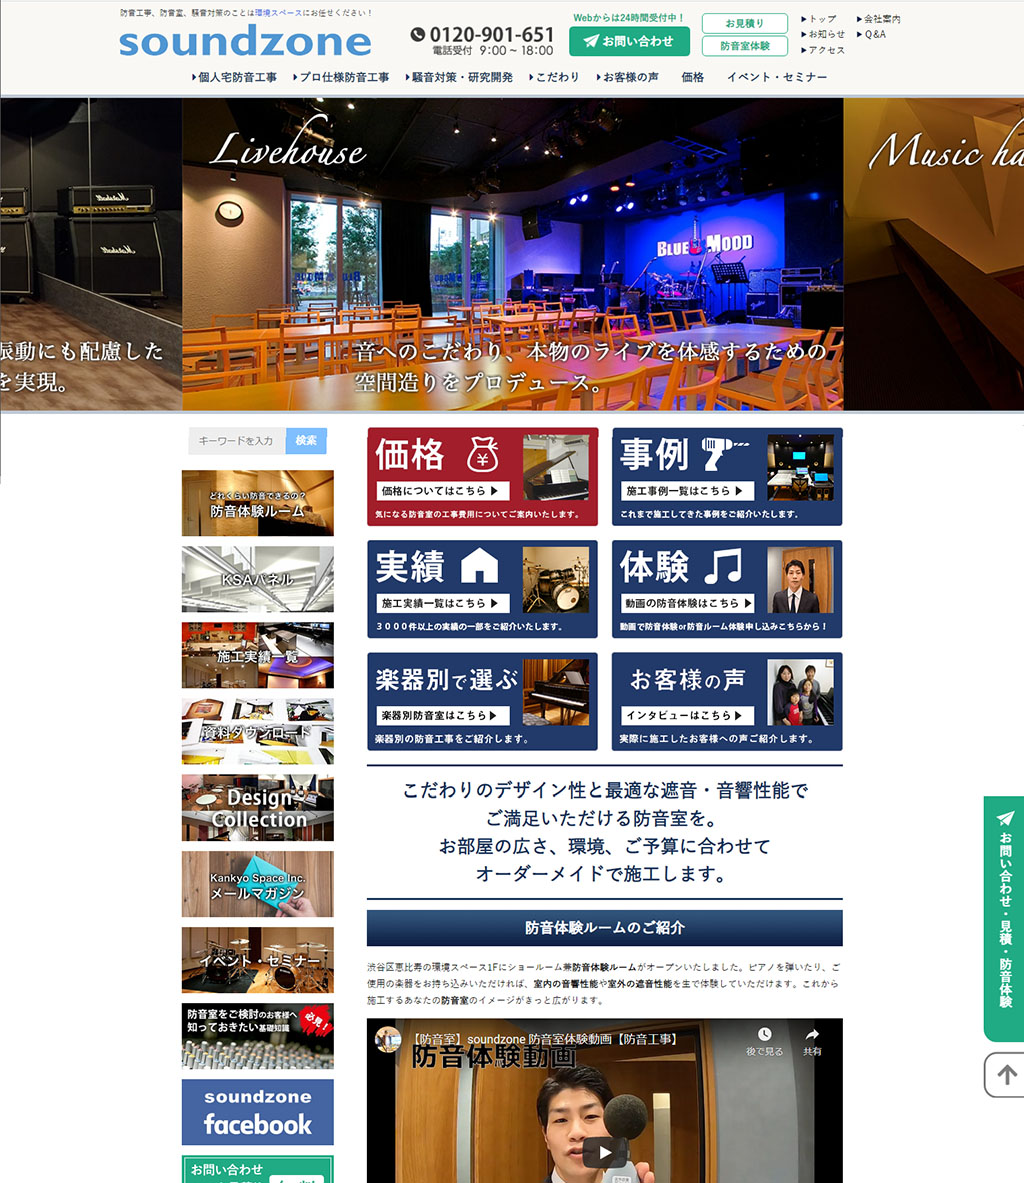 防音工事、防音室、騒音対策のことは環境スペースにお任せください！
soundzone
0120-901-651
電話受付 9:00～18:00
Webからは24時間受付中！
お問い合わせ
お見積り
防音室体験
トップ
会社案内
お知らせ
Q&A
アクセス
個人宅防音工事
プロ仕様防音工事
騒音対策・研究開発
こだわり
お客様の声
価格
イベント・セミナー
振動にも配慮した
を実現。
Livehouse
BLUE MOOD
音へのこだわり、本物のライブを体感するための
空間造りをプロデュース。
Music ha
キーワードを入力
検索
どれくらい防音できるの？
防音体験ルーム
KSAパネル
施工実績一覧
資料ダウンロード
Design
Collection
Kankyo Space Inc.
メールマガジン
イベント・セミナー
防音室をご検討のお客様へ
知っておきたい基礎知識
必見！
soundzone
facebook
お問い合わせ
価格
価格についてはこちら
気になる防音室の工事費用についてご案内いたします。
事例
施工事例一覧はこちら
これまで施工してきた事例をご紹介いたします。
実績
施工実績一覧はこちら
３０００件以上の実績の一部をご紹介いたします。
体験
動画の防音体験はこちら
動画で防音体験or防音ルーム体験申し込みこちらから！
楽器別で選ぶ
楽器別防音室はこちら
楽器別の防音工事をご紹介します。
お客様の声
インタビューはこちら
実際に施工したお客様への声ご紹介します。
こだわりのデザイン性と最適な遮音・音響性能で
ご満足いただける防音室を。
お部屋の広さ、環境、ご予算に合わせて
オーダーメイドで施工します。
防音体験ルームのご紹介
渋谷区恵比寿の環境スペース1Fにショールーム兼防音体験ルームがオープンいたしました。ピアノを弾いたり、ご
使用の楽器をお持ち込みいただければ、室内の音響性能や室外の遮音性能を生で体験していただけます。これから
施工するあなたの防音室のイメージがきっと広がります。
【防音室】soundzone 防音室体験動画【防音工事】
防音体験動画
後で見る
共有
お問い合わせ・見積・防音体験